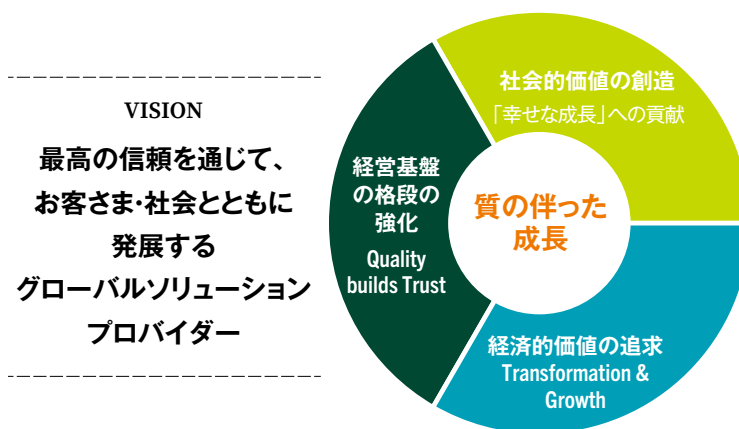 VISION
最高の信頼を通じて、
お客さま・社会とともに
発展する
グローバルソリューション
プロバイダー
社会的価値の創造
「幸せな成長」への貢献
経営基盤
の格段の
強化
Quality
builds Trust
質の伴った
成長
経済的価値の追求
Transformation &
Growth